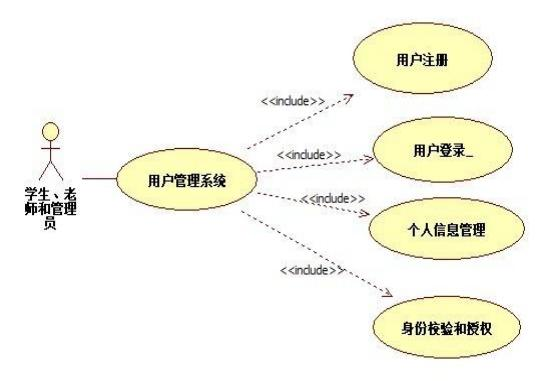 用户注册
<<include>>
用户登录_
<<include>>
学生、老
师和管理
员
用户管理系统
<<include>>
个人信息管理
<<include>>
身份校验和授权